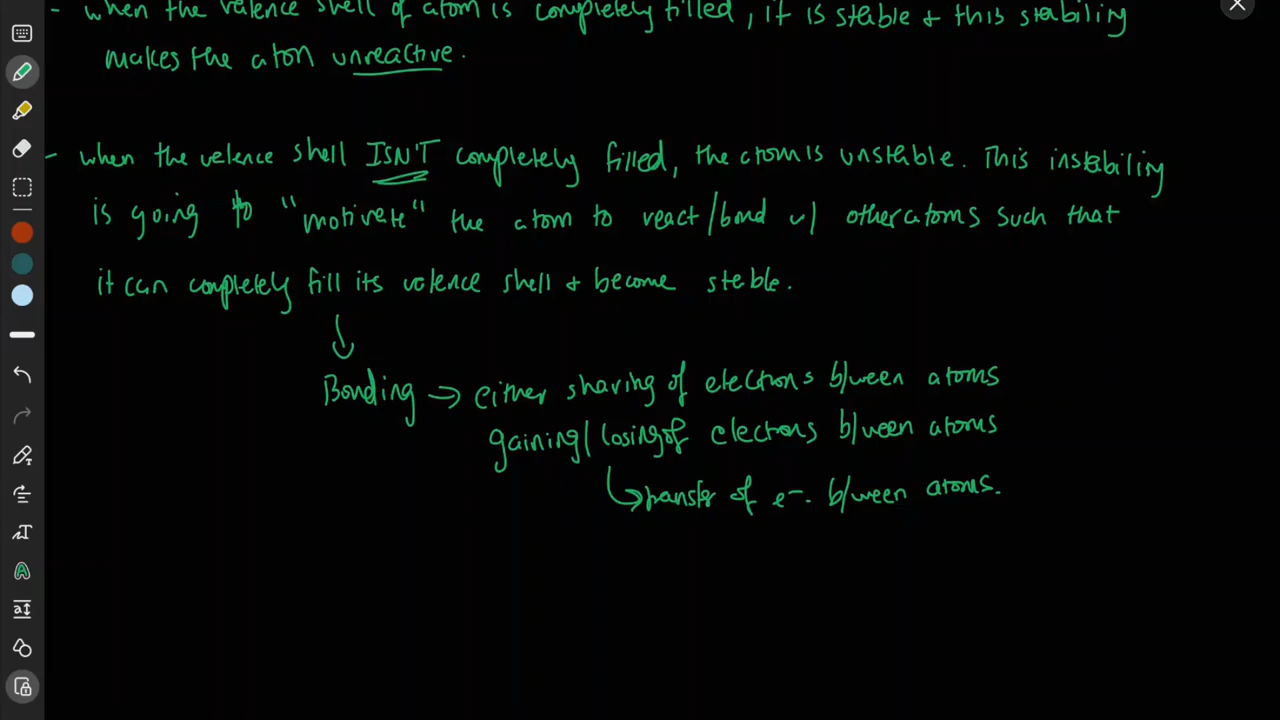 - when the valence shell of atom is completely filled, it is stable & this stability
makes the atom unreactive.
- when the valence shell ISN'T completely filled, the atom is unstable. This instability
is going to "motivate" the atom to react/bond w/ other atoms such that
it can completely fill its valence shell & become stable.
↓
Bonding → either sharing of electrons b/ween atoms
gaining/losing of electrons b/ween atoms
↳ transfer of e-. b/ween atoms.